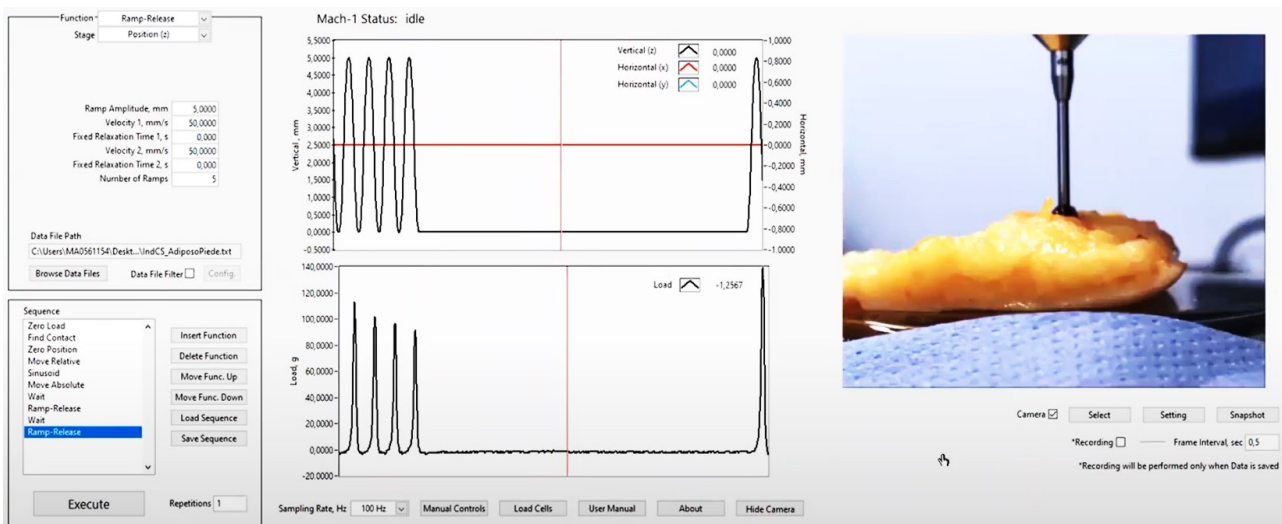 Function Ramp-Release
Stage Position (z)
Ramp Amplitude, mm 5,0000
Velocity 1, mm/s 50,0000
Fixed Relaxation Time 1, s 0,000
Velocity 2, mm/s 50,0000
Fixed Relaxation Time 2, s 0,000
Number of Ramps 5
Data File Path
C:\Users\MA0561154\Deskt...\IndCS_AdiposoPiede.txt
Browse Data Files Data File Filter Config.
Sequence
Zero Load
Find Contact
Zero Position
Move Relative
Sinusoid
Move Absolute
Wait
Ramp-Release
Wait
Ramp-Release
Insert Function
Delete Function
Move Func. Up
Move Func. Down
Load Sequence
Save Sequence
Execute Repetitions 1
Mach-1 Status: idle
Vertical, mm
5,5000
5,0000
4,5000
4,0000
3,5000
3,0000
2,5000
2,0000
1,5000
1,0000
0,5000
0,0000
-0,5000
Vertical (z) 0,0000
Horizontal (x) 0,0000
Horizontal (y) 0,0000
-1,0000
-0,8000
-0,6000
-0,4000
-0,2000
-0,0000
-0,2000
-0,4000
-0,6000
-0,8000
-1,0000
Horizontal, mm
Load, g
140,0000
100,0000
80,0000
60,0000
40,0000
20,0000
0,0000
-20,0000
Load -1,2567
Sampling Rate, Hz 100 Hz Manual Controls Load Cells User Manual About Hide Camera
Camera Select Setting Snapshot
*Recording Frame Interval, sec 0,5
*Recording will be performed only when Data is saved